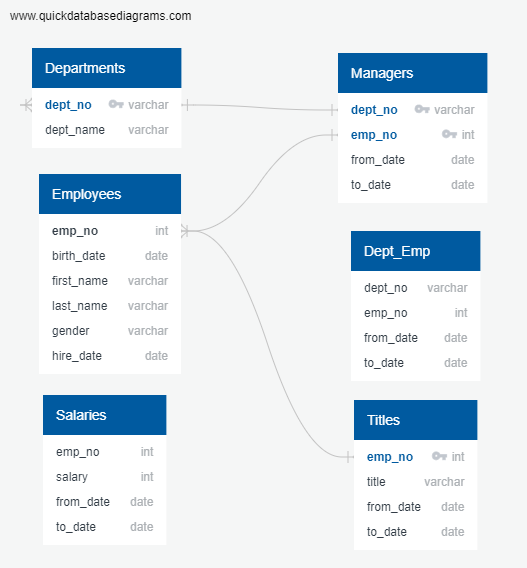 www.quickdatabasediagrams.com
Departments
dept_no varchar
dept_name varchar
Managers
dept_no varchar
emp_no int
from_date date
to_date date
Employees
emp_no int
birth_date date
first_name varchar
last_name varchar
gender varchar
hire_date date
Dept_Emp
dept_no varchar
emp_no int
from_date date
to_date date
Salaries
emp_no int
salary int
from_date date
to_date date
Titles
emp_no int
title varchar
from_date date
to_date date